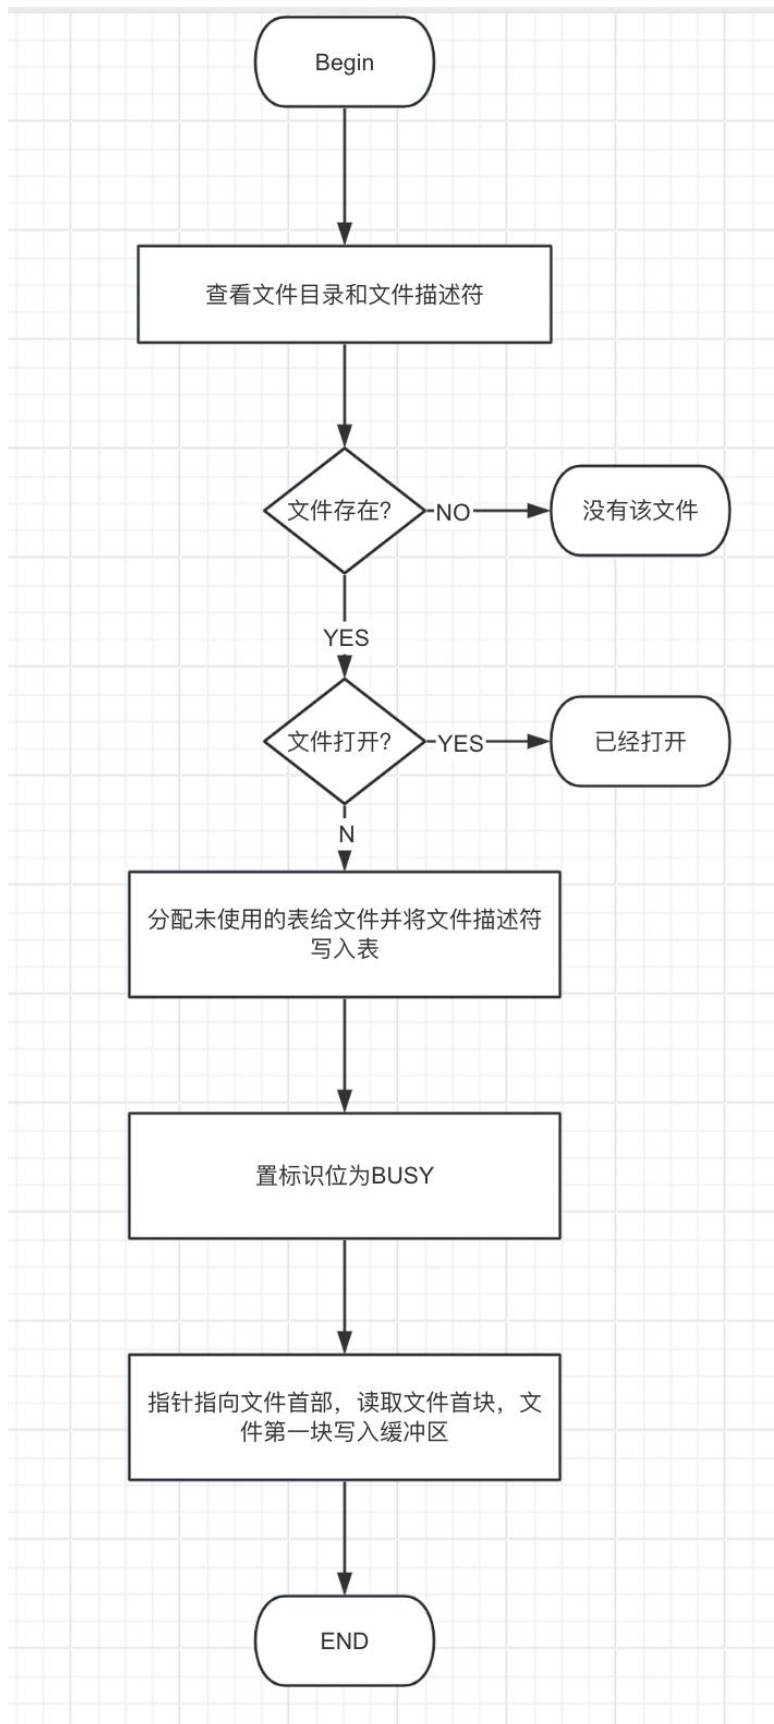 Begin
查看文件目录和文件描述符
文件存在?
NO
没有该文件
YES
文件打开?
YES
已经打开
N
分配未使用的表给文件并将文件描述符
写入表
置标识位为BUSY
指针指向文件首部，读取文件首块，文
件第一块写入缓冲区
END